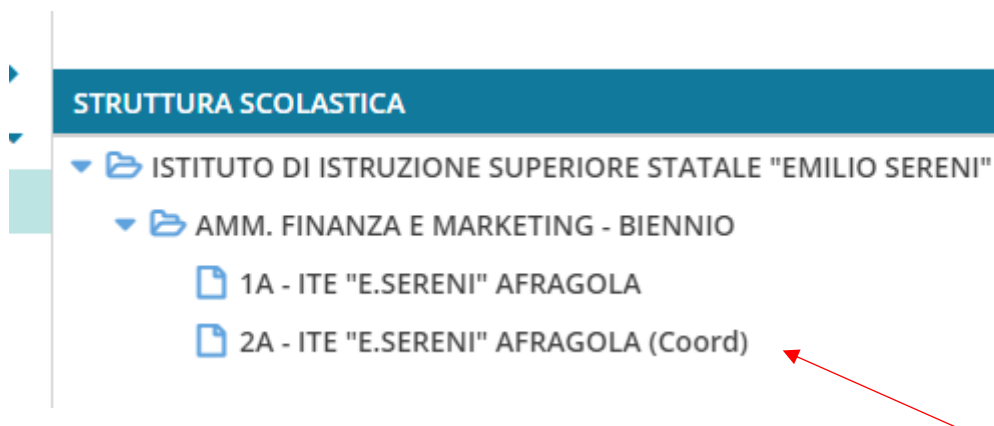 STRUTTURA SCOLASTICA
ISTITUTO DI ISTRUZIONE SUPERIORE STATALE "EMILIO SERENI"
AMM. FINANZA E MARKETING - BIENNIO
1A - ITE "E.SERENI" AFRAGOLA
2A - ITE "E.SERENI" AFRAGOLA (Coord)